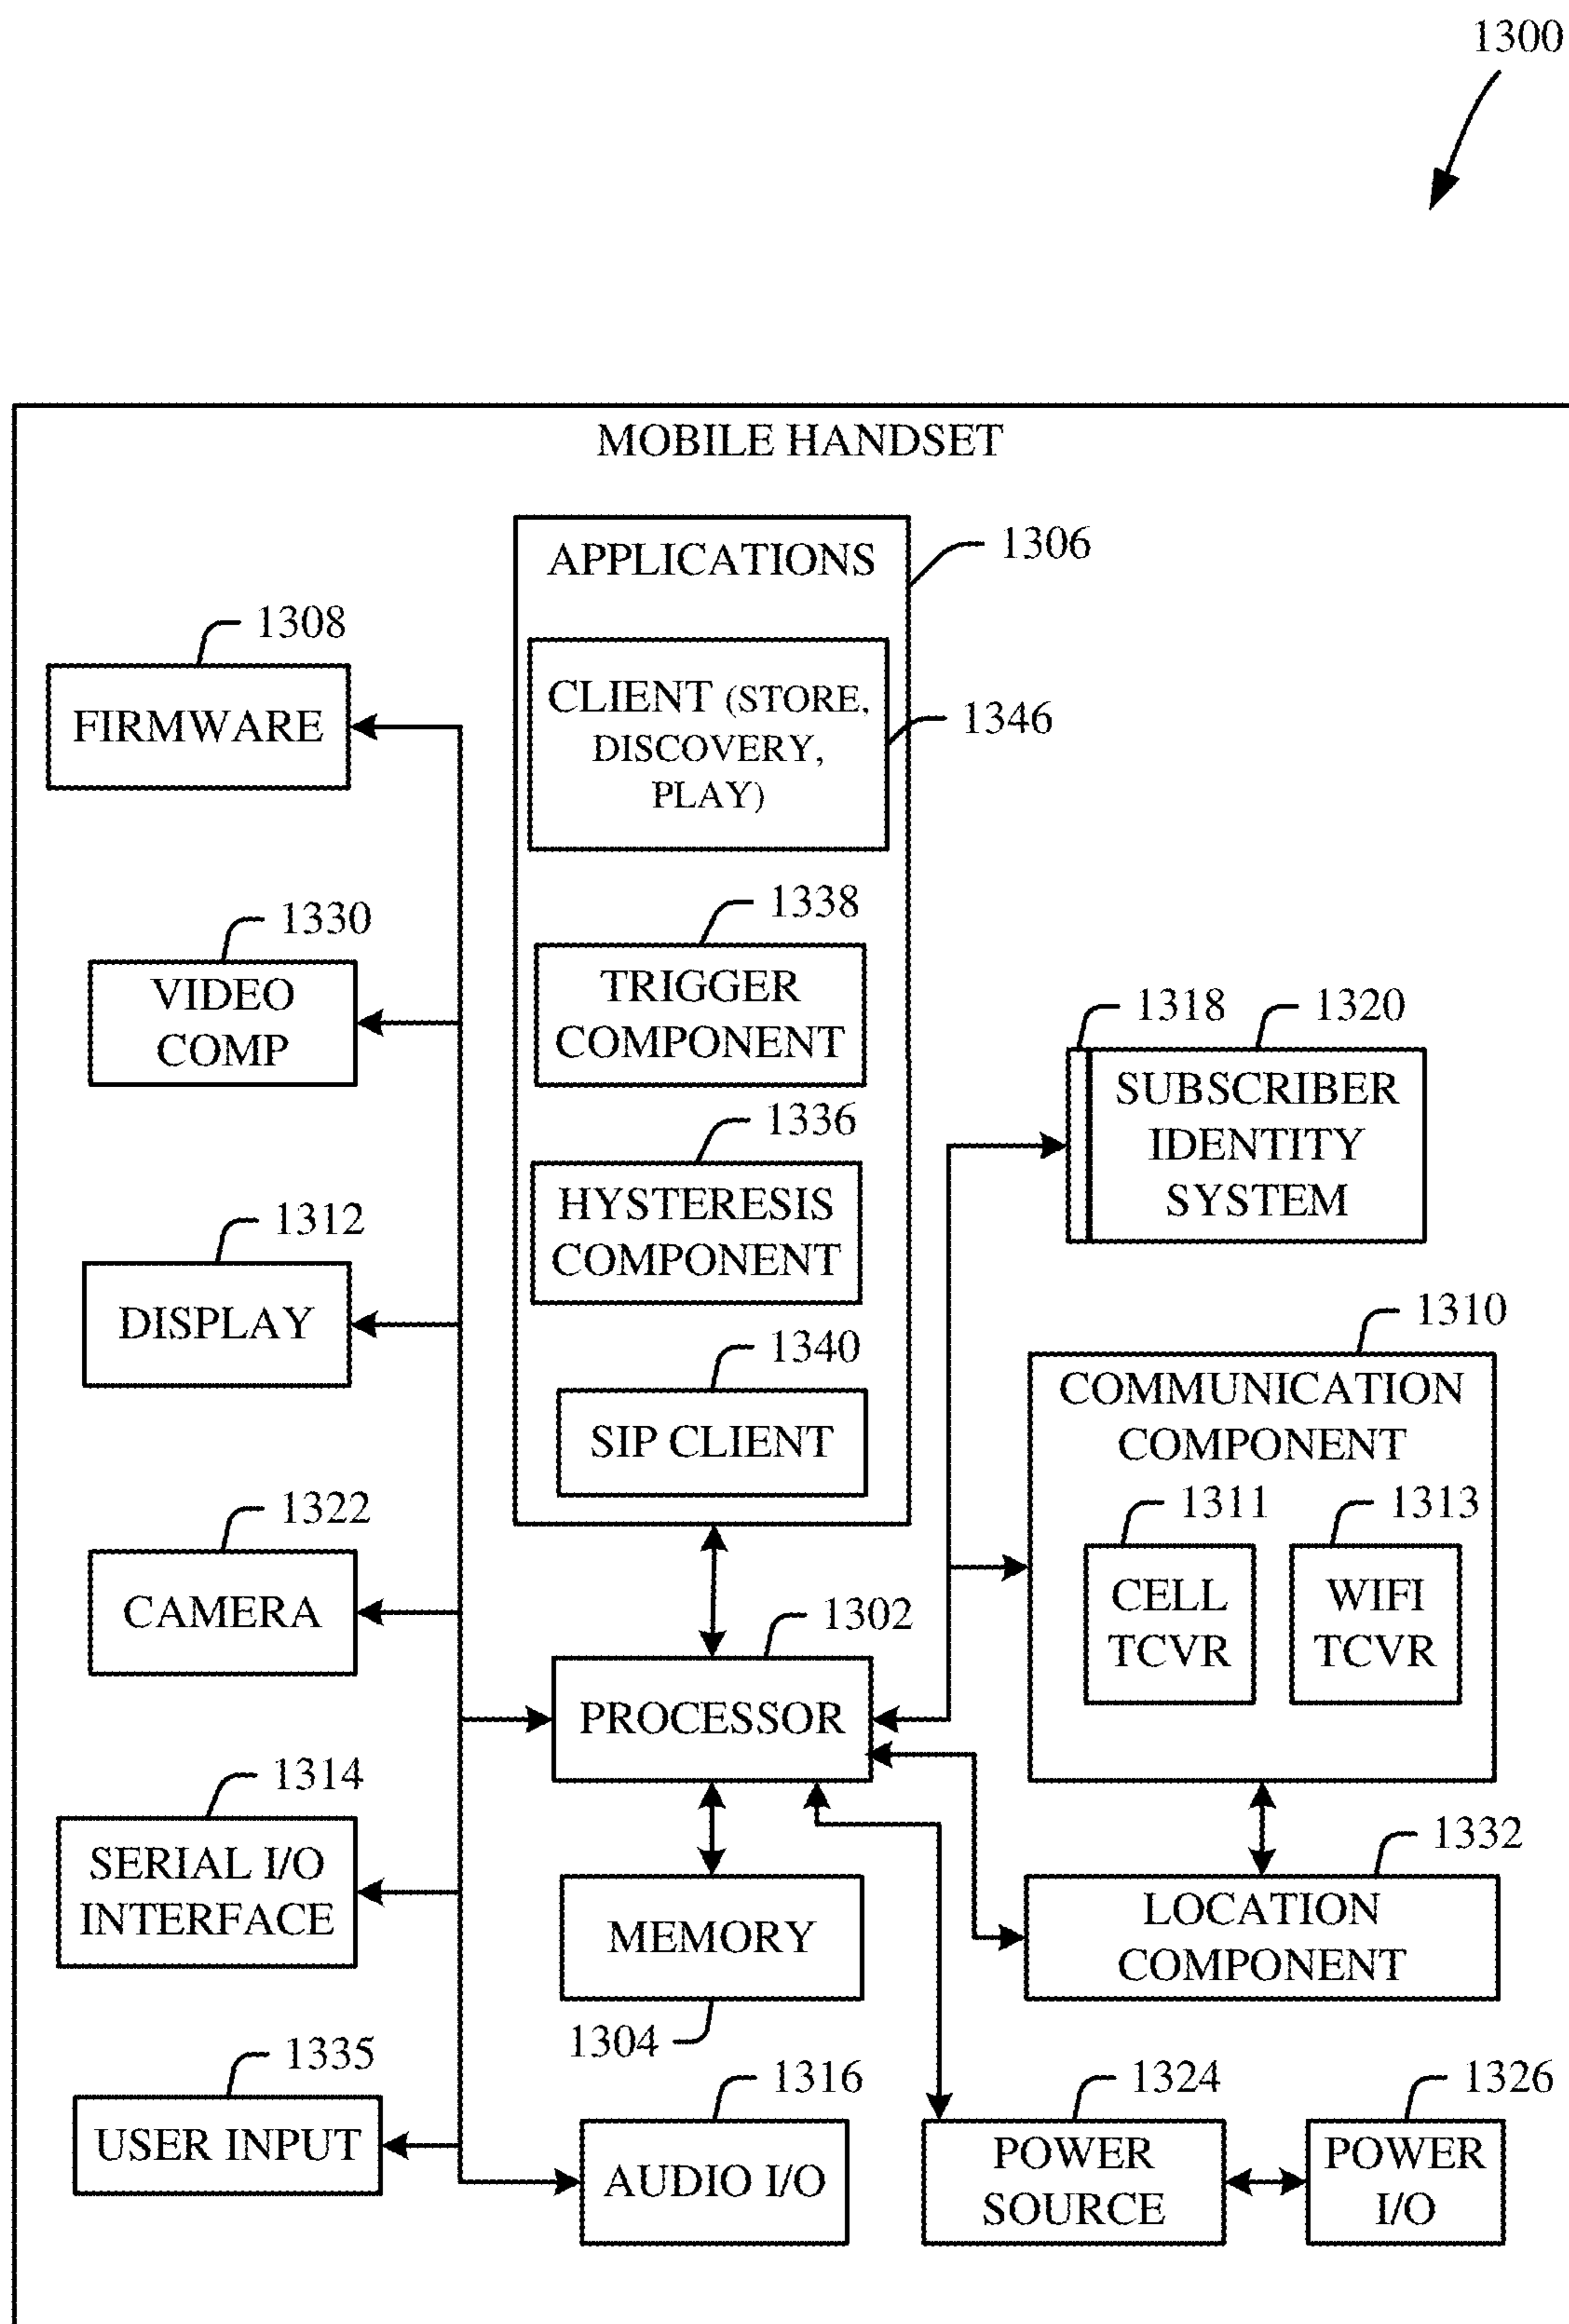 1300
MOBILE HANDSET
APPLICATIONS
1306
CLIENT (STORE,
DISCOVERY,
PLAY)
1346
1308
FIRMWARE
1338
TRIGGER
COMPONENT
1330
VIDEO
COMP
1318
1320
SUBSCRIBER
IDENTITY
SYSTEM
1336
HYSTERESIS
COMPONENT
1312
DISPLAY
1340
SIP CLIENT
1310
COMMUNICATION
COMPONENT
1311
CELL
TCVR
1313
WIFI
TCVR
1322
CAMERA
1302
PROCESSOR
1314
SERIAL I/O
INTERFACE
MEMORY
1304
1332
LOCATION
COMPONENT
1335
USER INPUT
1316
AUDIO I/O
1324
POWER
SOURCE
1326
POWER
I/O